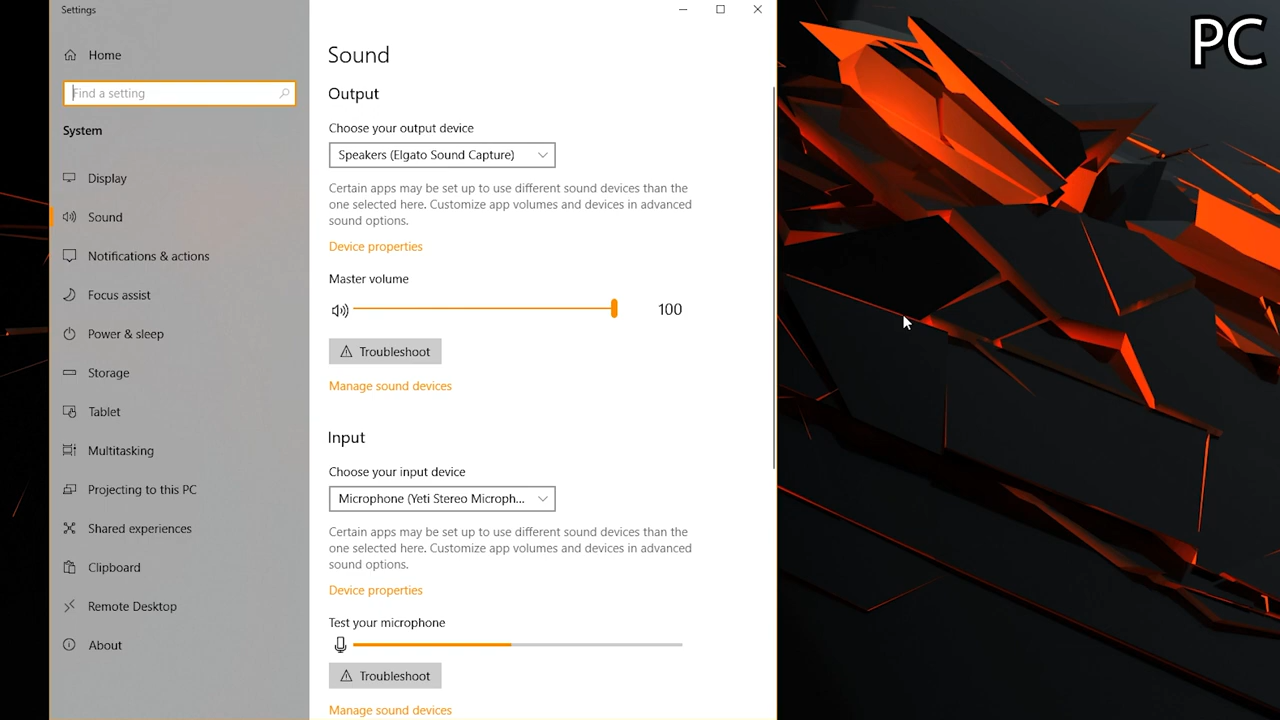 Settings
PC
Home
Find a setting
System
Display
Sound
Notifications & actions
Focus assist
Power & sleep
Storage
Tablet
Multitasking
Projecting to this PC
Shared experiences
Clipboard
Remote Desktop
About
Sound
Output
Choose your output device
Speakers (Elgato Sound Capture)
Certain apps may be set up to use different sound devices than the
one selected here. Customize app volumes and devices in advanced
sound options.
Device properties
Master volume
100
Troubleshoot
Manage sound devices
Input
Choose your input device
Microphone (Yeti Stereo Microph...
Certain apps may be set up to use different sound devices than the
one selected here. Customize app volumes and devices in advanced
sound options.
Device properties
Test your microphone
Troubleshoot
Manage sound devices